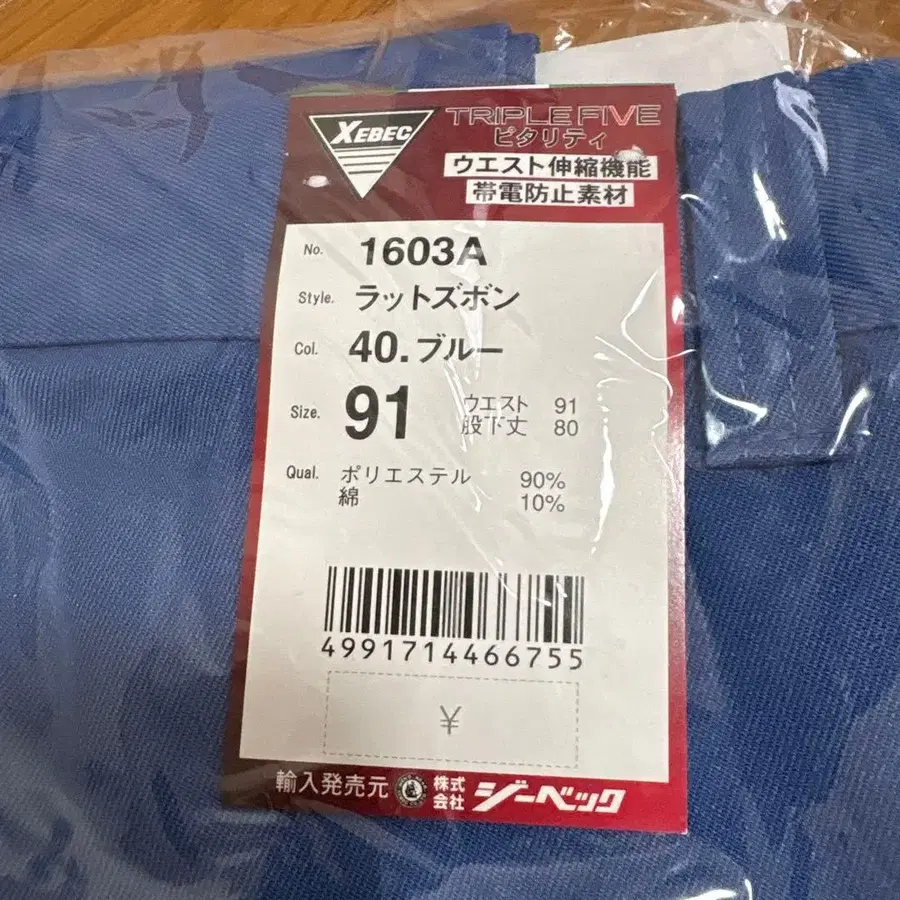 XEBEC
TRIPLE FIVE
ピタリティ
ウエスト伸縮機能
帯電防止素材
No. 1603A
Style. ラットズボン
Col. 40.ブルー
Size. 91 ウエスト 91
股下丈 80
Qual. ポリエステル 90%
綿 10%
4991714466755
¥
輸入発売元 株式会社 ジーベック